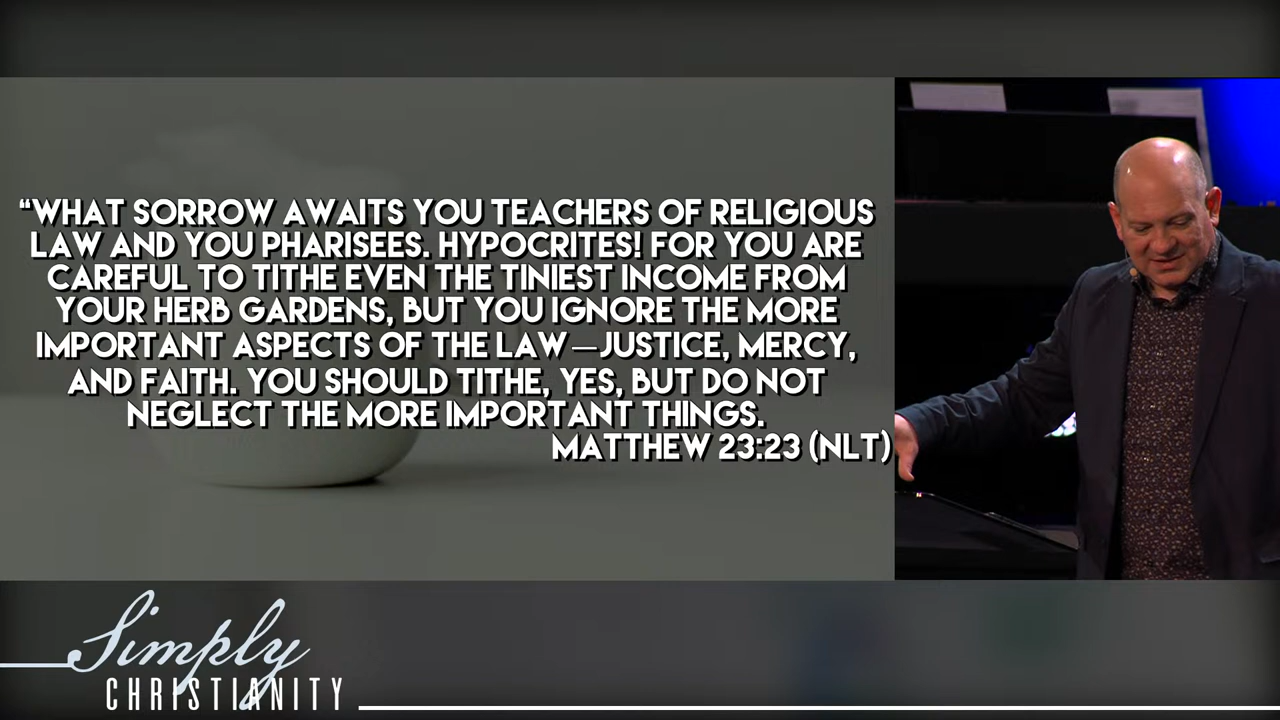 “WHAT SORROW AWAITS YOU TEACHERS OF RELIGIOUS
LAW AND YOU PHARISEES. HYPOCRITES! FOR YOU ARE
CAREFUL TO TITHE EVEN THE TINIEST INCOME FROM
YOUR HERB GARDENS, BUT YOU IGNORE THE MORE
IMPORTANT ASPECTS OF THE LAW—JUSTICE, MERCY,
AND FAITH. YOU SHOULD TITHE, YES, BUT DO NOT
NEGLECT THE MORE IMPORTANT THINGS.
MATTHEW 23:23 (NLT)
Simply
CHRISTIANITY